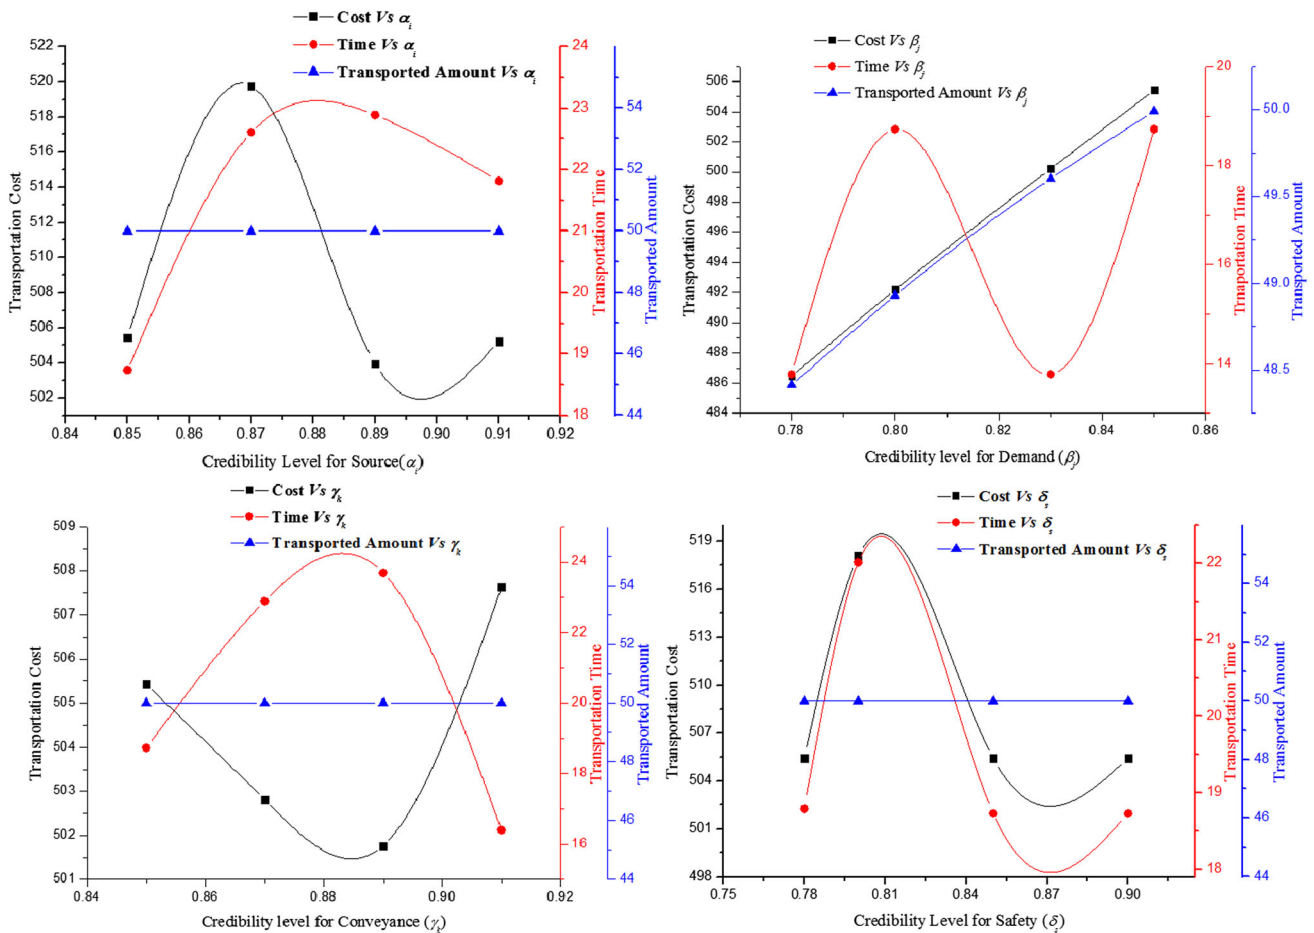 Cost Vs αᵢ
Time Vs αᵢ
Transported Amount Vs αᵢ
Transportation Cost
522
520
518
516
514
512
510
508
506
504
502
0.84 0.85 0.86 0.87 0.88 0.89 0.90 0.91 0.92
Credibility Level for Source(αᵢ)
24
23
22
21
20
19
18
Transportation Time
54
52
50
48
46
44
Transported Amount
Cost Vs βⱼ
Time Vs βⱼ
Transported Amount Vs βⱼ
Transportation Cost
506
504
502
500
498
496
494
492
490
488
486
484
0.78 0.80 0.82 0.84 0.86
Credibility level for Demand (βⱼ)
20
18
16
14
Trnaportation Time
50.0
49.5
49.0
48.5
Transported Amount
Cost Vs γₖ
Time Vs γₖ
Transported Amount Vs γₖ
Transportation Cost
509
508
507
506
505
504
503
502
501
0.84 0.86 0.88 0.90 0.92
Credibility level for Conveyance (γₖ)
24
22
20
18
16
Transportation Time
54
52
50
48
46
44
Transported Amount
Cost Vs δₛ
Time Vs δₛ
Transported Amount Vs δₛ
Transportation Cost
519
516
513
510
507
504
501
498
0.75 0.78 0.81 0.84 0.87 0.90
Credibility Level for Safety (δₛ)
22
21
20
19
18
Transportation Time
54
52
50
48
46
44
Transported Amount